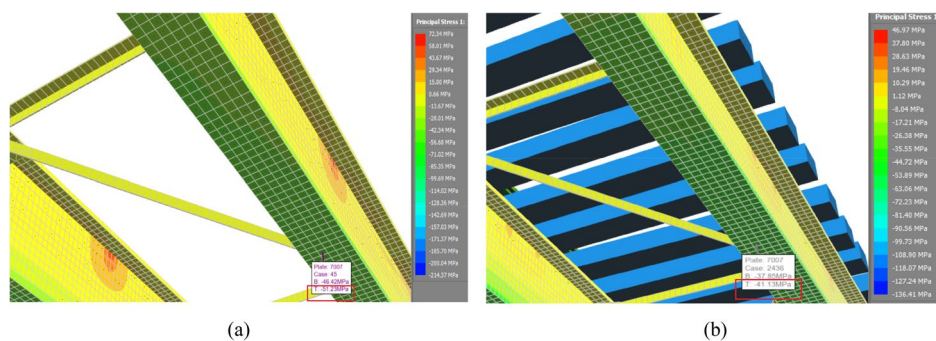 Principal Stress 1:
72.34 MPa
58.01 MPa
43.67 MPa
29.34 MPa
15.00 MPa
0.66 MPa
-13.67 MPa
-28.01 MPa
-42.34 MPa
-56.68 MPa
-71.02 MPa
-85.35 MPa
-99.69 MPa
-114.02 MPa
-128.36 MPa
-142.69 MPa
-157.03 MPa
-171.37 MPa
-185.70 MPa
-200.04 MPa
-214.37 MPa
Plate: 7007
Case: 45
B: -46.42MPa
T: -51.23MPa
(a)
Principal Stress 1:
46.97 MPa
37.80 MPa
28.63 MPa
19.46 MPa
10.29 MPa
1.12 MPa
-8.04 MPa
-17.21 MPa
-26.38 MPa
-35.55 MPa
-44.72 MPa
-53.89 MPa
-63.06 MPa
-72.23 MPa
-81.40 MPa
-90.56 MPa
-99.73 MPa
-108.90 MPa
-118.07 MPa
-127.24 MPa
-136.41 MPa
Plate: 7007
Case: 2436
B: -37.85MPa
T: -41.13MPa
(b)